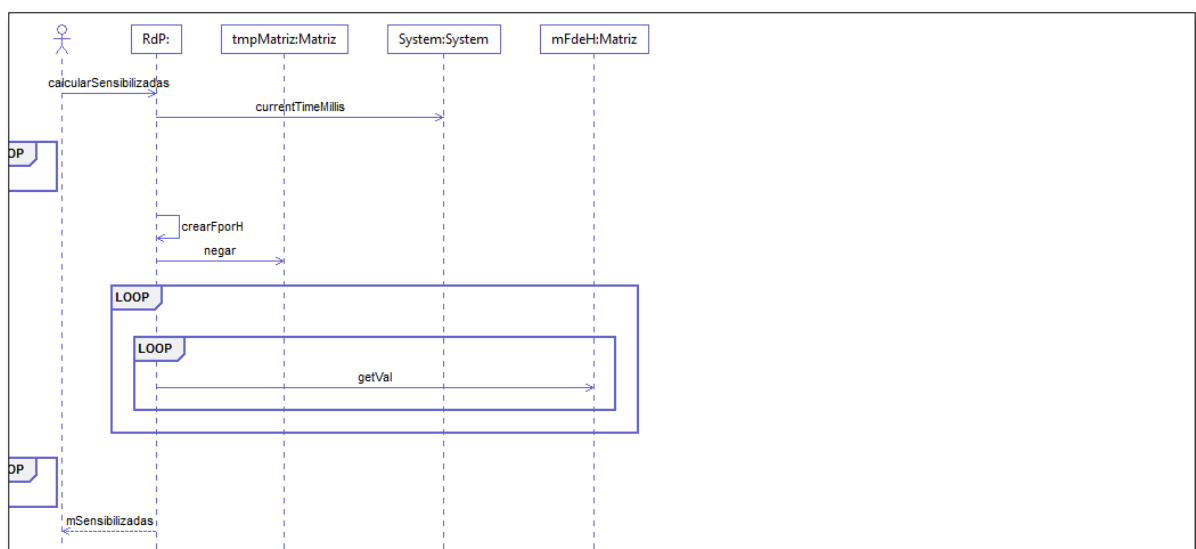 RdP:
tmpMatriz:Matriz
System:System
mFdeH:Matriz
calcularSensibilizadas
currentTimeMillis
OP
crearFporH
negar
LOOP
LOOP
getVal
OP
mSensibilizadas